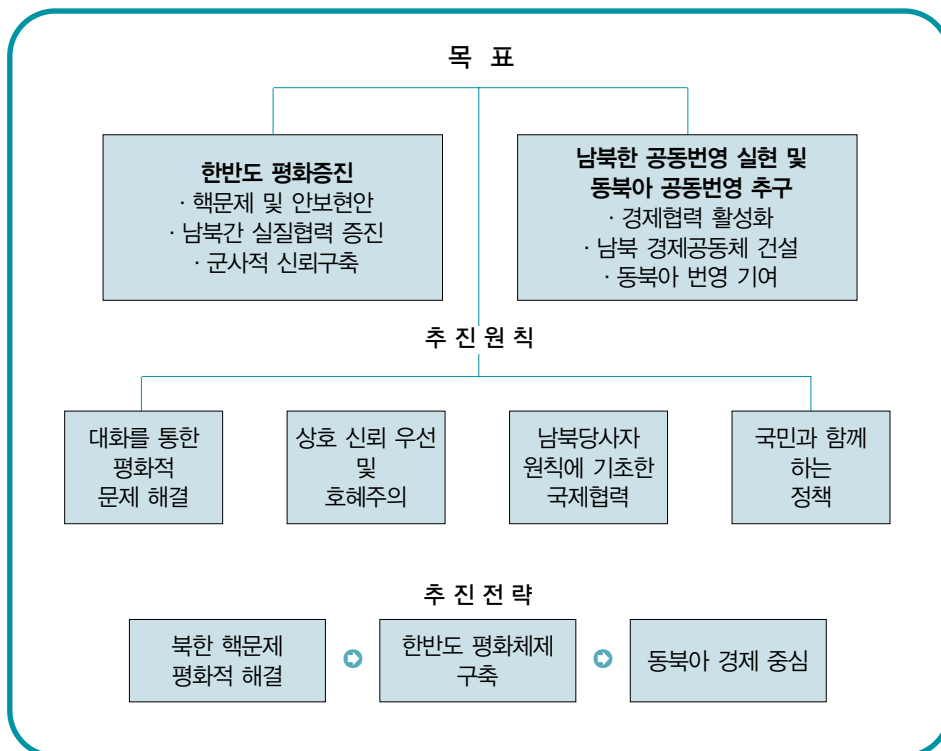 목 표
한반도 평화증진
· 핵문제 및 안보현안
· 남북간 실질협력 증진
· 군사적 신뢰구축
남북한 공동번영 실현 및
동북아 공동번영 추구
· 경제협력 활성화
· 남북 경제공동체 건설
· 동북아 번영 기여
추 진 원 칙
대화를 통한
평화적
문제 해결
상호 신뢰 우선
및
호혜주의
남북당사자
원칙에 기초한
국제협력
국민과 함께
하는
정책
추 진 전 략
북한 핵문제
평화적 해결
한반도 평화체제
구축
동북아 경제 중심